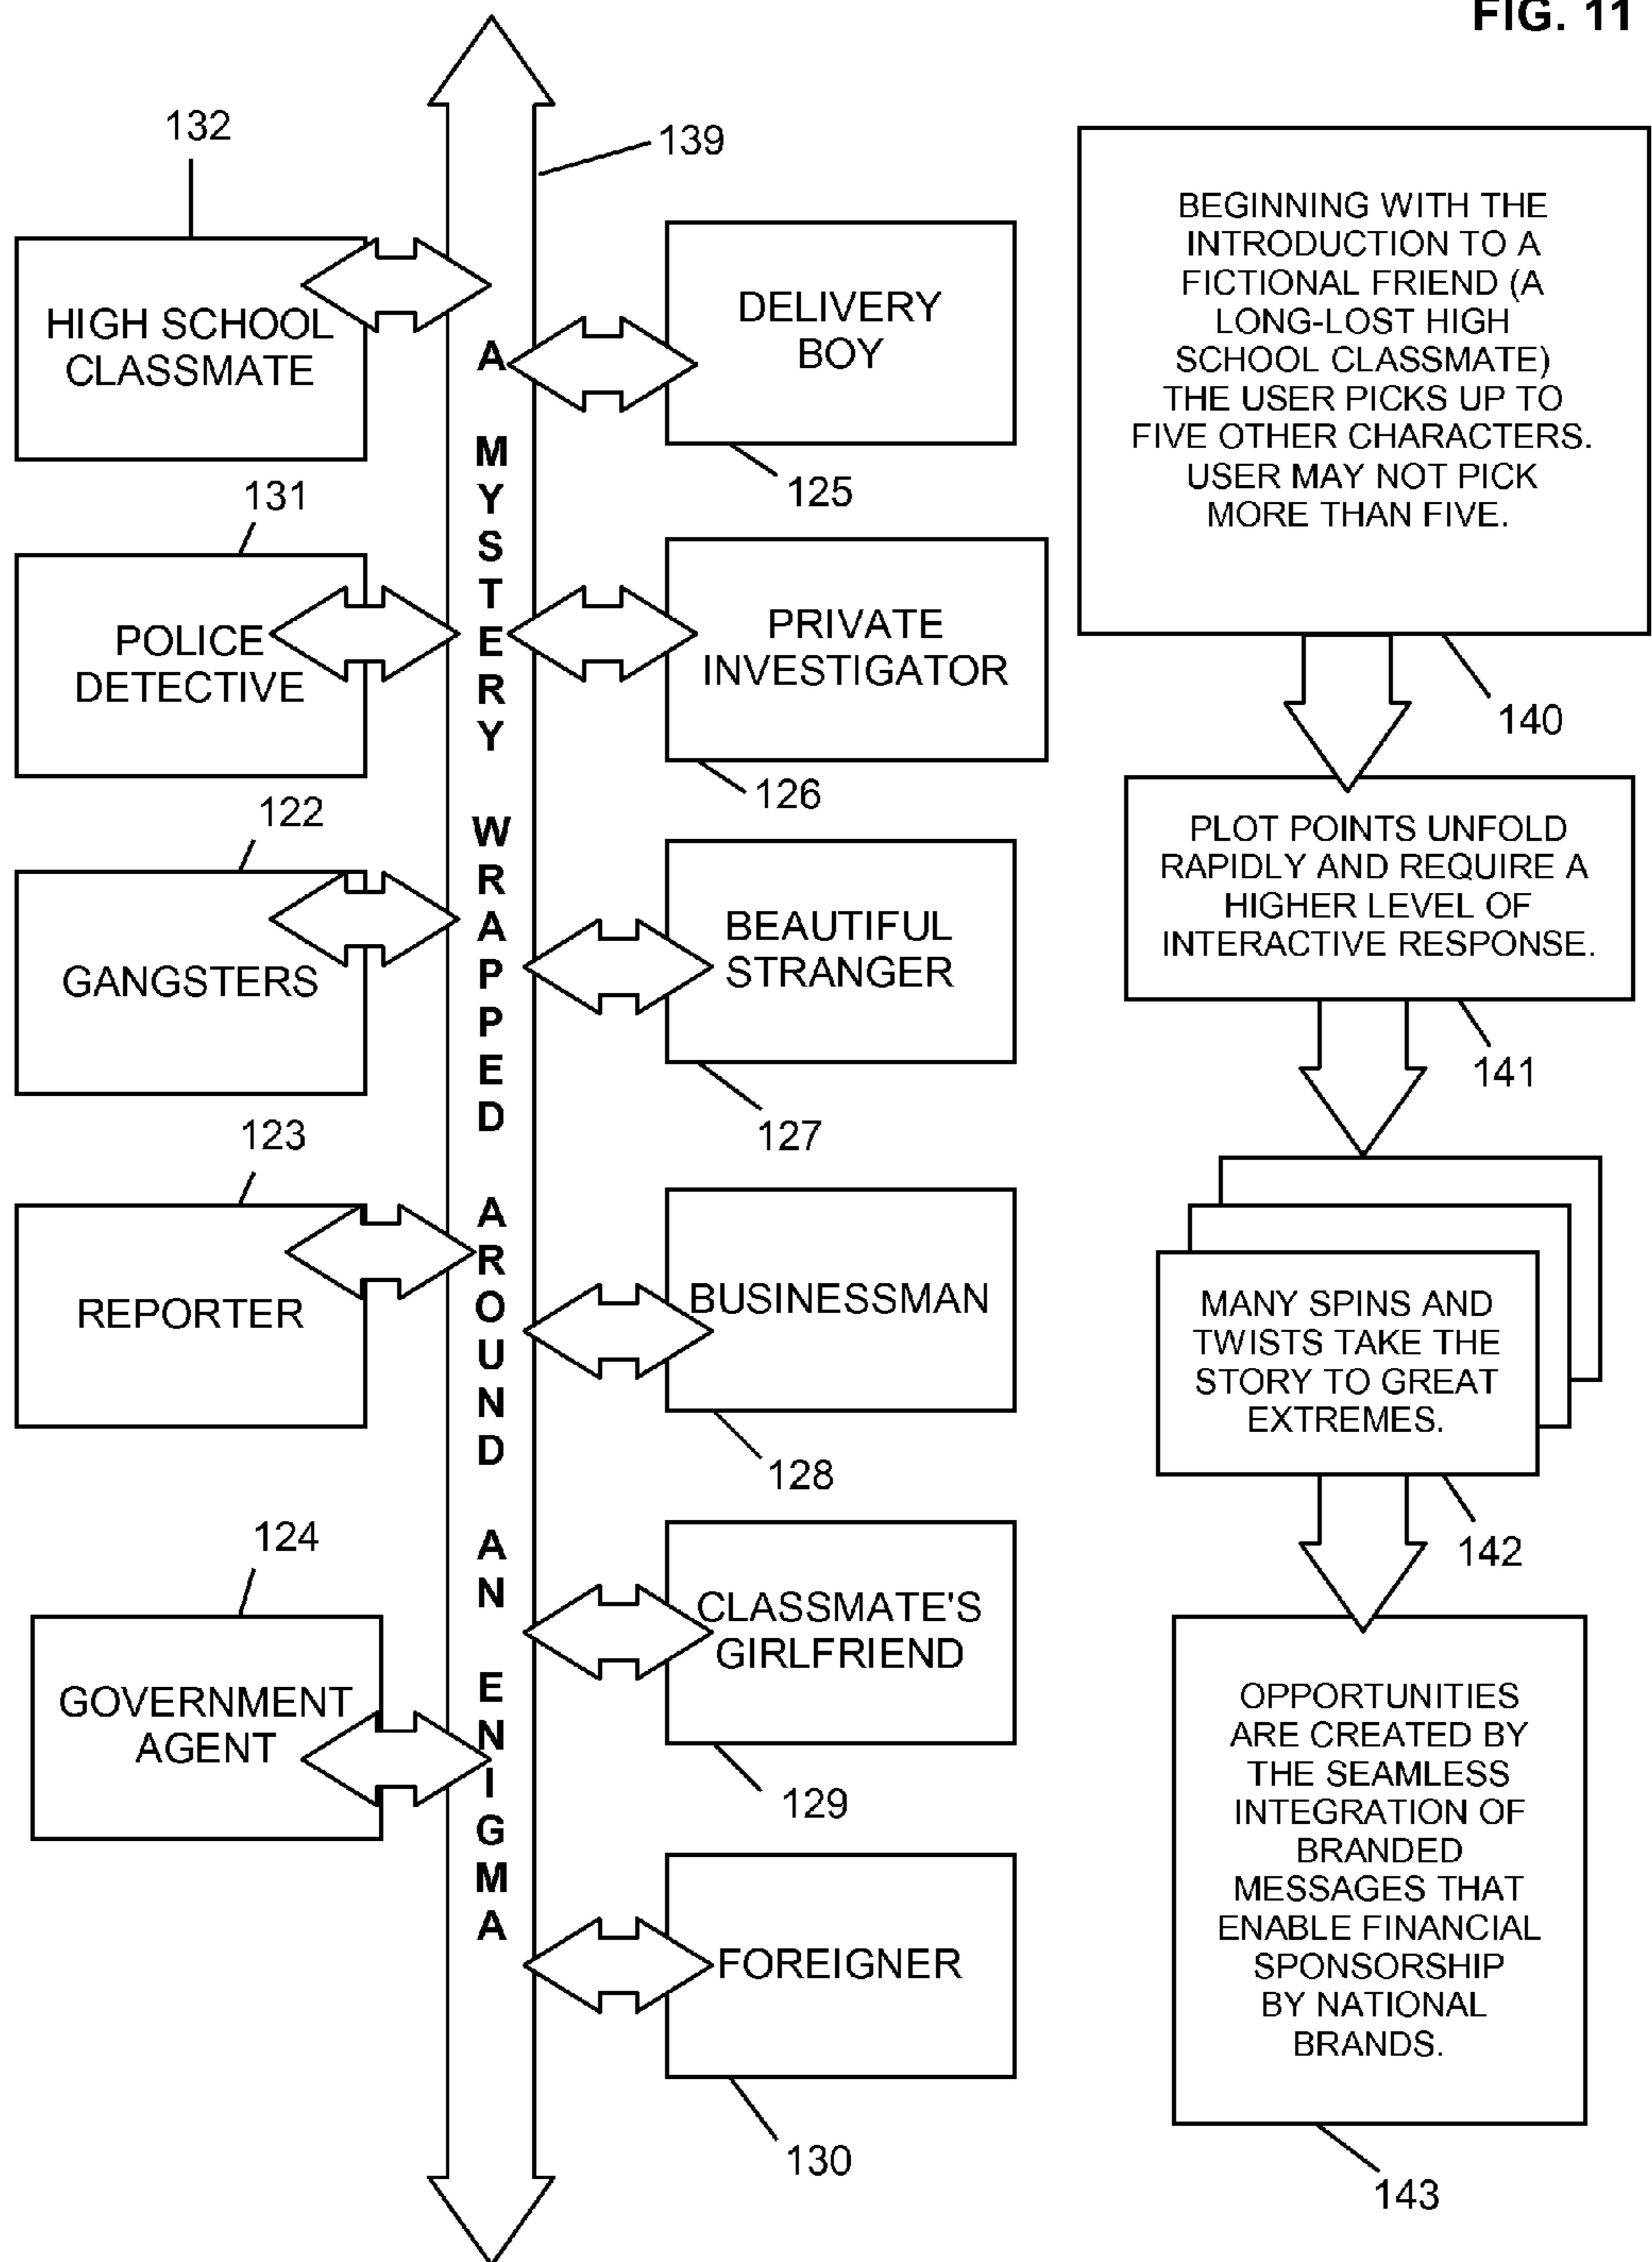 FIG. 11
132
HIGH SCHOOL
CLASSMATE
131
POLICE
DETECTIVE
122
GANGSTERS
123
REPORTER
124
GOVERNMENT
AGENT
139
A MYSTERY WRAPPED AROUND AN ENIGMA
DELIVERY
BOY
125
PRIVATE
INVESTIGATOR
126
BEAUTIFUL
STRANGER
127
BUSINESSMAN
128
CLASSMATE'S
GIRLFRIEND
129
FOREIGNER
130
BEGINNING WITH THE
INTRODUCTION TO A
FICTIONAL FRIEND (A
LONG-LOST HIGH
SCHOOL CLASSMATE)
THE USER PICKS UP TO
FIVE OTHER CHARACTERS.
USER MAY NOT PICK
MORE THAN FIVE.
140
PLOT POINTS UNFOLD
RAPIDLY AND REQUIRE A
HIGHER LEVEL OF
INTERACTIVE RESPONSE.
141
MANY SPINS AND
TWISTS TAKE THE
STORY TO GREAT
EXTREMES.
142
OPPORTUNITIES
ARE CREATED BY
THE SEAMLESS
INTEGRATION OF
BRANDED
MESSAGES THAT
ENABLE FINANCIAL
SPONSORSHIP
BY NATIONAL
BRANDS.
143